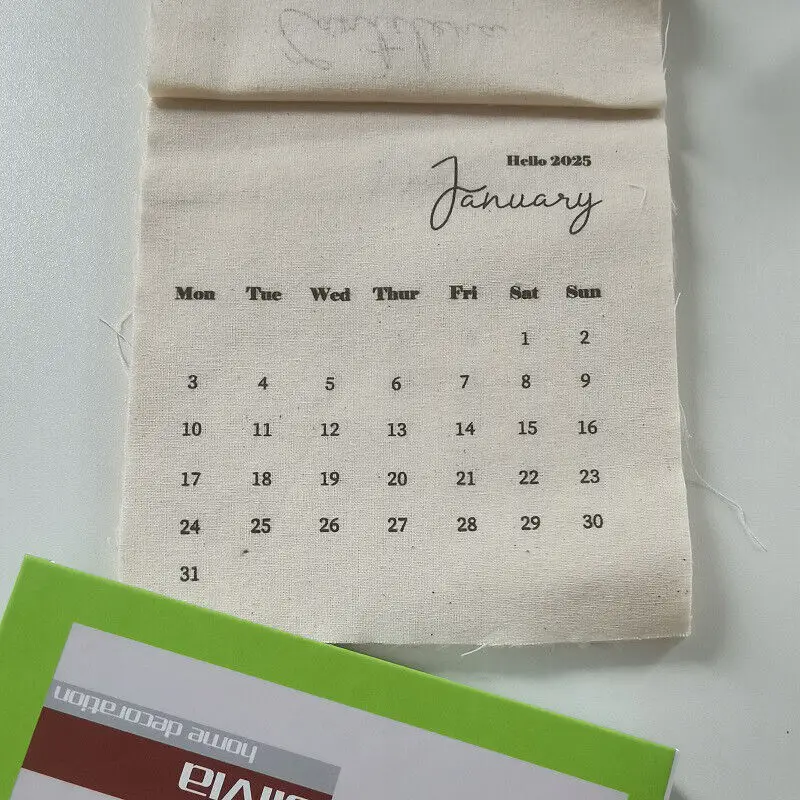 Hello 2025
January
Mon Tue Wed Thur Fri Sat Sun
1 2
3 4 5 6 7 8 9
10 11 12 13 14 15 16
17 18 19 20 21 22 23
24 25 26 27 28 29 30
31
home decoration